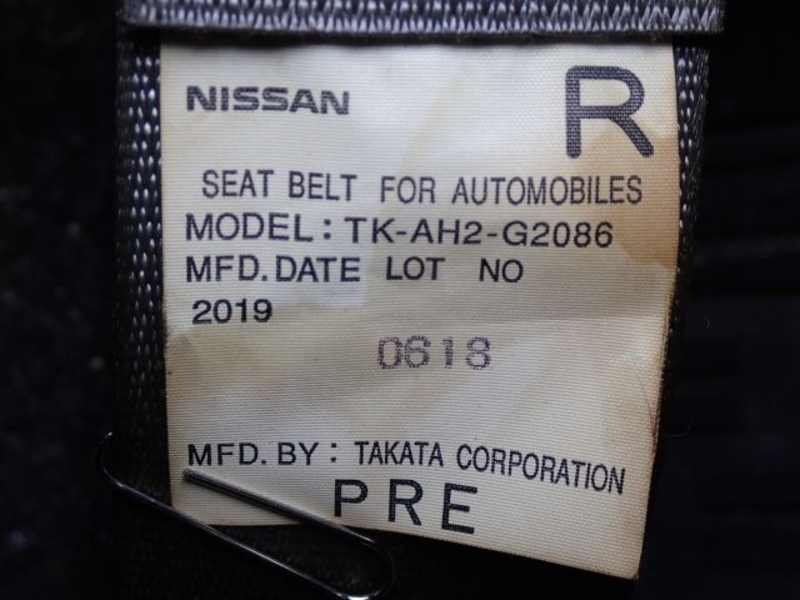 NISSAN R
SEAT BELT FOR AUTOMOBILES
MODEL: TK-AH2-G2086
MFD.DATE LOT NO
2019
0618
MFD. BY: TAKATA CORPORATION
PRE